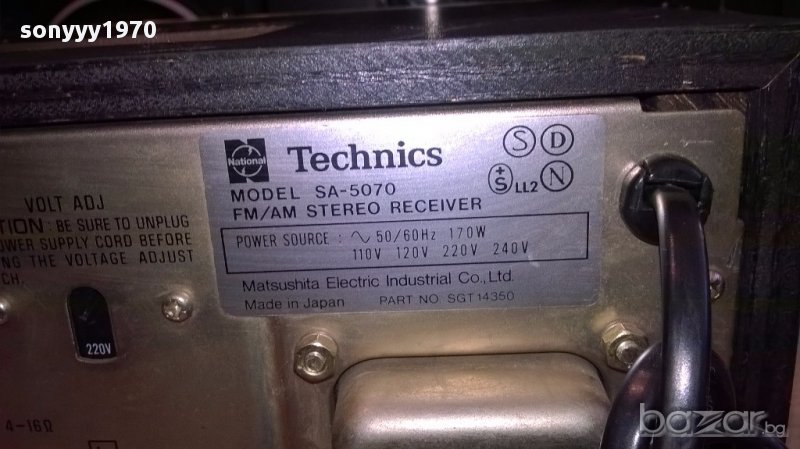 sonyyy1970
National
Technics
S D
MODEL SA-5070
+S LL2 N
FM/AM STEREO RECEIVER
POWER SOURCE : ∿ 50/60Hz 170W
110V 120V 220V 240V
Matsushita Electric Industrial Co., Ltd.
Made in Japan PART NO. SGT14350
VOLT ADJ
TION : BE SURE TO UNPLUG
OWER SUPPLY CORD BEFORE
NG THE VOLTAGE ADJUST
CH.
220V
4-16Ω
bazar.bg